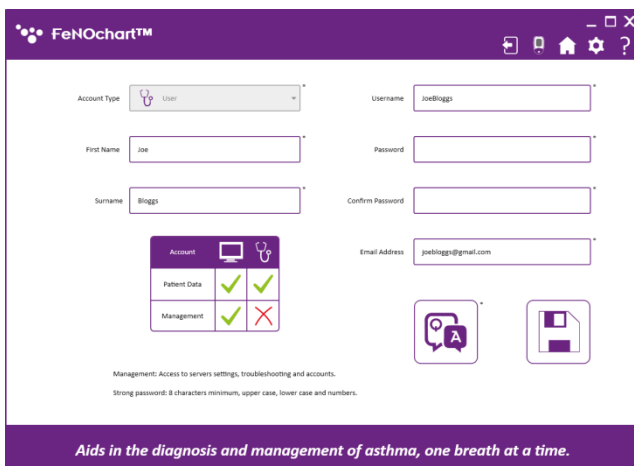 FeNOchart™
?
Account Type User *
Username JoeBloggs *
First Name Joe *
Password *
Surname Bloggs *
Confirm Password *
Account
Patient Data
Management
Email Address joebloggs@gmail.com *
Q A *
Management: Access to servers settings, troubleshooting and accounts.
Strong password: 8 characters minimum, upper case, lower case and numbers.
Aids in the diagnosis and management of asthma, one breath at a time.